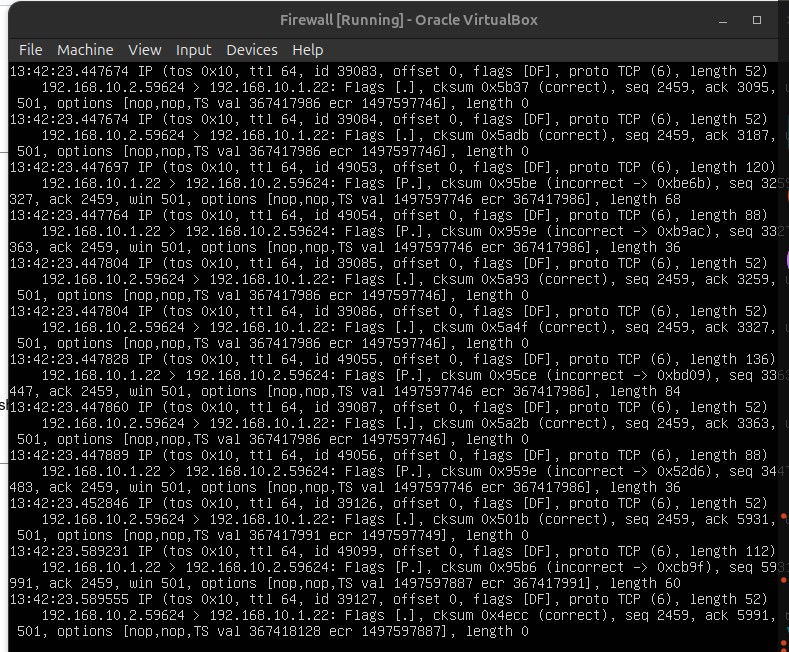 Firewall [Running] - Oracle VirtualBox
File Machine View Input Devices Help
13:42:23.447674 IP (tos 0x10, ttl 64, id 39083, offset 0, flags [DF], proto TCP (6), length 52)
192.168.10.2.59624 > 192.168.10.1.22: Flags [.], cksum 0x5b37 (correct), seq 2459, ack 3095,
501, options [nop,nop,TS val 367417986 ecr 1497597746], length 0
13:42:23.447674 IP (tos 0x10, ttl 64, id 39084, offset 0, flags [DF], proto TCP (6), length 52)
192.168.10.2.59624 > 192.168.10.1.22: Flags [.], cksum 0x5adb (correct), seq 2459, ack 3187,
501, options [nop,nop,TS val 367417986 ecr 1497597746], length 0
13:42:23.447697 IP (tos 0x10, ttl 64, id 49053, offset 0, flags [DF], proto TCP (6), length 120)
192.168.10.1.22 > 192.168.10.2.59624: Flags [P.], cksum 0x95be (incorrect -> 0xbe6b), seq 325
327, ack 2459, win 501, options [nop,nop,TS val 1497597746 ecr 367417986], length 68
13:42:23.447764 IP (tos 0x10, ttl 64, id 49054, offset 0, flags [DF], proto TCP (6), length 88)
192.168.10.1.22 > 192.168.10.2.59624: Flags [P.], cksum 0x959e (incorrect -> 0xb9ac), seq 332
363, ack 2459, win 501, options [nop,nop,TS val 1497597746 ecr 367417986], length 36
13:42:23.447804 IP (tos 0x10, ttl 64, id 39085, offset 0, flags [DF], proto TCP (6), length 52)
192.168.10.2.59624 > 192.168.10.1.22: Flags [.], cksum 0x5a93 (correct), seq 2459, ack 3259,
501, options [nop,nop,TS val 367417986 ecr 1497597746], length 0
13:42:23.447804 IP (tos 0x10, ttl 64, id 39086, offset 0, flags [DF], proto TCP (6), length 52)
192.168.10.2.59624 > 192.168.10.1.22: Flags [.], cksum 0x5a4f (correct), seq 2459, ack 3327,
501, options [nop,nop,TS val 367417986 ecr 1497597746], length 0
13:42:23.447828 IP (tos 0x10, ttl 64, id 49055, offset 0, flags [DF], proto TCP (6), length 136)
192.168.10.1.22 > 192.168.10.2.59624: Flags [P.], cksum 0x95ce (incorrect -> 0xbd09), seq 336
447, ack 2459, win 501, options [nop,nop,TS val 1497597746 ecr 367417986], length 84
13:42:23.447860 IP (tos 0x10, ttl 64, id 39087, offset 0, flags [DF], proto TCP (6), length 52)
192.168.10.2.59624 > 192.168.10.1.22: Flags [.], cksum 0x5a2b (correct), seq 2459, ack 3363,
501, options [nop,nop,TS val 367417986 ecr 1497597746], length 0
13:42:23.447889 IP (tos 0x10, ttl 64, id 49056, offset 0, flags [DF], proto TCP (6), length 88)
192.168.10.1.22 > 192.168.10.2.59624: Flags [P.], cksum 0x959e (incorrect -> 0x52d6), seq 344
483, ack 2459, win 501, options [nop,nop,TS val 1497597746 ecr 367417986], length 36
13:42:23.452846 IP (tos 0x10, ttl 64, id 39126, offset 0, flags [DF], proto TCP (6), length 52)
192.168.10.2.59624 > 192.168.10.1.22: Flags [.], cksum 0x501b (correct), seq 2459, ack 5931,
501, options [nop,nop,TS val 367417991 ecr 1497597749], length 0
13:42:23.589231 IP (tos 0x10, ttl 64, id 49099, offset 0, flags [DF], proto TCP (6), length 112)
192.168.10.1.22 > 192.168.10.2.59624: Flags [P.], cksum 0x95b6 (incorrect -> 0xcb9f), seq 593
991, ack 2459, win 501, options [nop,nop,TS val 1497597887 ecr 367417991], length 60
13:42:23.589555 IP (tos 0x10, ttl 64, id 39127, offset 0, flags [DF], proto TCP (6), length 52)
192.168.10.2.59624 > 192.168.10.1.22: Flags [.], cksum 0x4ecc (correct), seq 2459, ack 5991,
501, options [nop,nop,TS val 367418128 ecr 1497597887], length 0